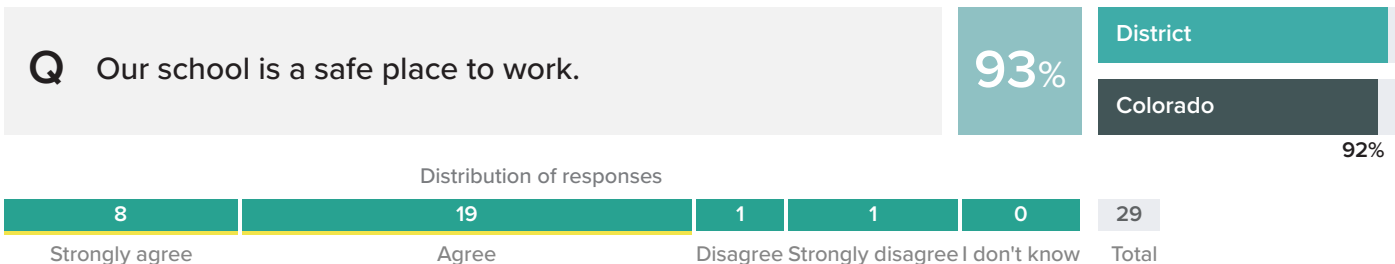 Q Our school is a safe place to work.
93%
District
Colorado
92%
Distribution of responses
8 19 1 1 0 29
Strongly agree Agree Disagree Strongly disagree I don't know Total